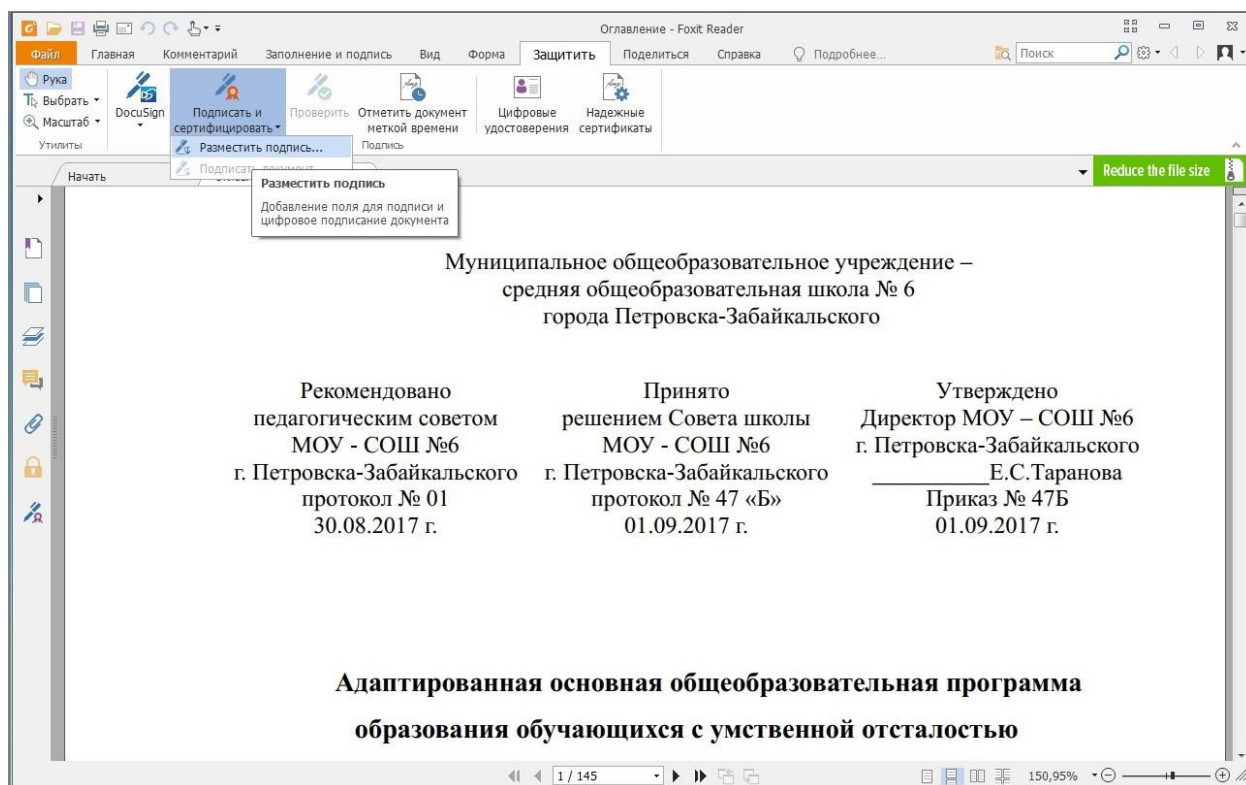 Оглавление - Foxit Reader
Файл Главная Комментарий Заполнение и подпись Вид Форма Защитить Поделиться Справка Подробнее... Поиск
Рука
Выбрать
Масштаб
Утилиты
DocuSign
Подписать и
сертифицировать
Проверить
Отметить документ
меткой времени
Цифровые
удостоверения
Надежные
сертификаты
Подпись
Разместить подпись...
Подписать документ
Начать
Reduce the file size
Разместить подпись
Добавление поля для подписи и
цифровое подписание документа
Муниципальное общеобразовательное учреждение –
средняя общеобразовательная школа № 6
города Петровска-Забайкальского
Рекомендовано
педагогическим советом
МОУ - СОШ №6
г. Петровска-Забайкальского
протокол № 01
30.08.2017 г.
Принято
решением Совета школы
МОУ - СОШ №6
г. Петровска-Забайкальского
протокол № 47 «Б»
01.09.2017 г.
Утверждено
Директор МОУ – СОШ №6
г. Петровска-Забайкальского
___________Е.С.Таранова
Приказ № 47Б
01.09.2017 г.
Адаптированная основная общеобразовательная программа
образования обучающихся с умственной отсталостью
1 / 145
150,95%